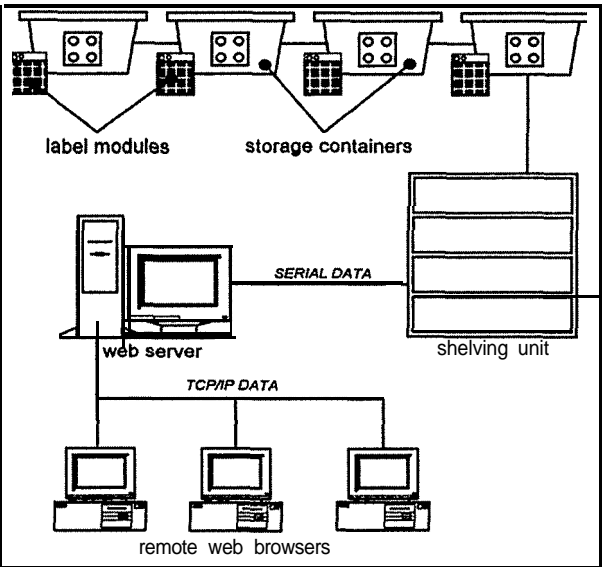 label modules
storage containers
SERIAL DATA
shelving unit
web server
TCP/IP DATA
remote web browsers